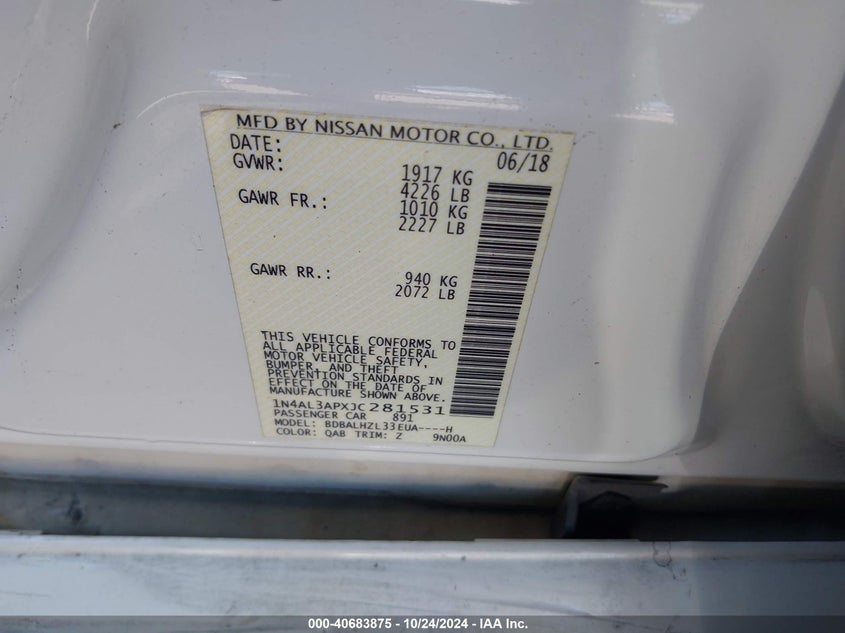 MFD BY NISSAN MOTOR CO., LTD.
DATE: 06/18
GVWR: 1917 KG
4226 LB
GAWR FR.: 1010 KG
2227 LB
GAWR RR.: 940 KG
2072 LB
THIS VEHICLE CONFORMS TO
ALL APPLICABLE FEDERAL
MOTOR VEHICLE SAFETY,
BUMPER, AND THEFT
PREVENTION STANDARDS IN
EFFECT ON THE DATE OF
MANUFACTURE SHOWN ABOVE.
1N4AL3APXJC281531
PASSENGER CAR 891
MODEL: BDBALHZL33EUA----H
COLOR: QAB TRIM: Z 9N00A
000-40683875 - 10/24/2024 - IAA Inc.